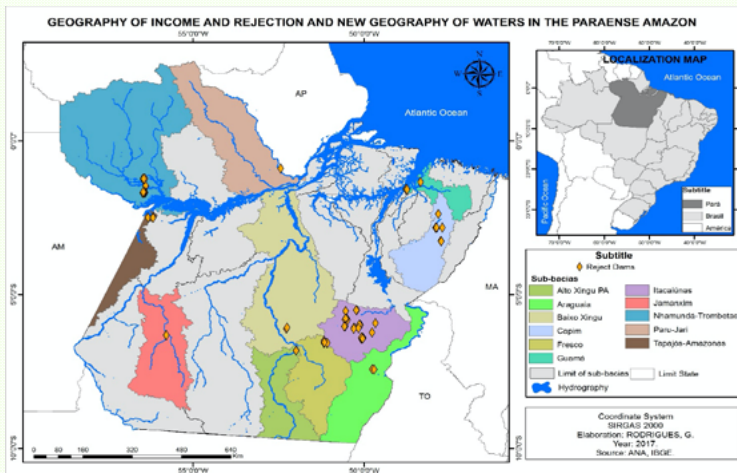 GEOGRAPHY OF INCOME AND REJECTION AND NEW GEOGRAPHY OF WATERS IN THE PARAENSE AMAZON
55°0'0"W
50°0'0"W
AP
Atlantic Ocean
0°0'0"
AM
5°0'0"S
MA
TO
10°0'0"S
0 80 160 320 480 640
Km
55°0'0"W
50°0'0"W
LOCALIZATION MAP
Atlantic Ocean
Pacific Ocean
Subtitle
Pará
Brasil
América
Subtitle
Reject Dams
Sub-bacias
Alto Xingu PA
Araguaia
Baixo Xingu
Capim
Fresco
Guamá
Itacaiúnas
Jamanxim
Nhamunda-Trombetas
Paru-Jari
Tapajós-Amazonas
Limit of sub-bacias
Limit State
Hydrography
Coordinate System
SIRGAS 2000
Elaboration: RODRIGUES, G.
Year: 2017.
Source: ANA, IBGE.